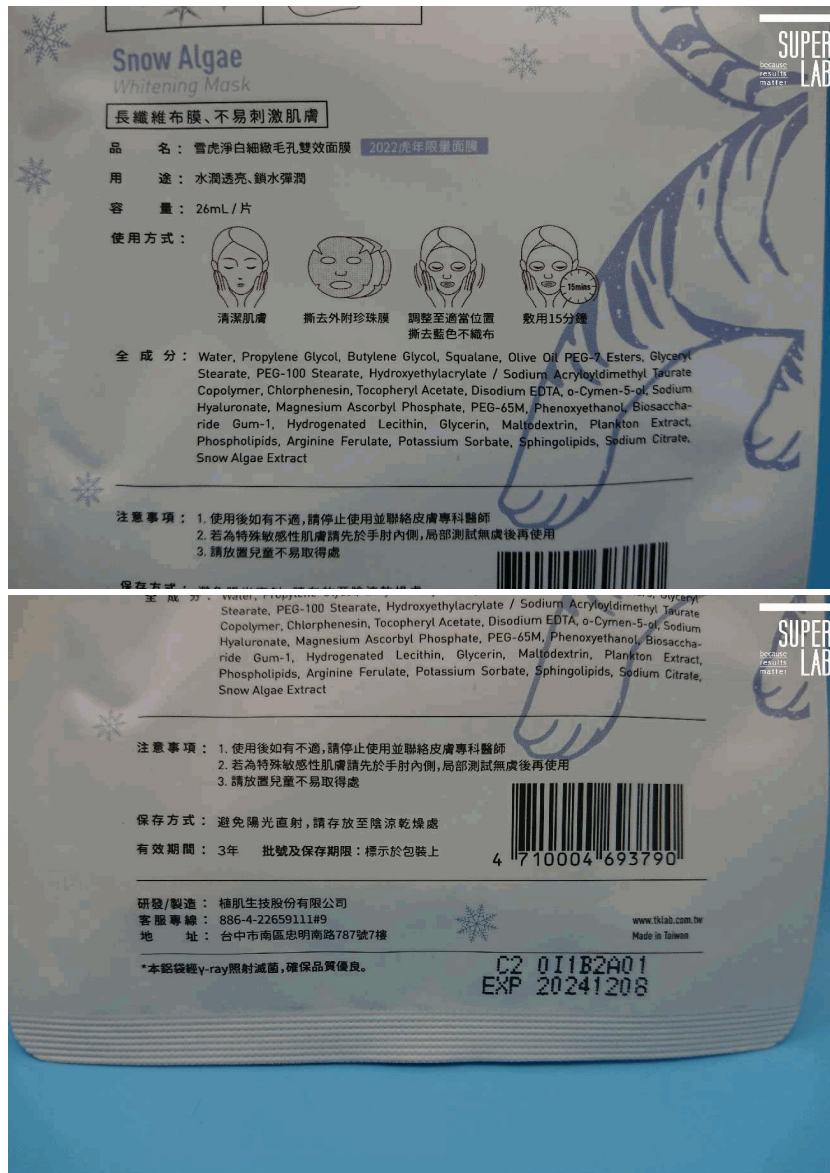 SUPER
because
results
matter
LAB
Snow Algae
Whitening Mask
長纖維布膜、不易刺激肌膚
品 名: 雪虎淨白細緻毛孔雙效面膜 2022虎年限量面膜
用 途: 水潤透亮、鎖水彈潤
容 量: 26mL / 片
使用方式:
15mins
清潔肌膚 撕去外附珍珠膜 調整至適當位置 敷用15分鐘
撕去藍色不織布
全 成 分: Water, Propylene Glycol, Butylene Glycol, Squalane, Olive Oil PEG-7 Esters, Glyceryl
Stearate, PEG-100 Stearate, Hydroxyethylacrylate / Sodium Acryloyldimethyl Taurate
Copolymer, Chlorphenesin, Tocopheryl Acetate, Disodium EDTA, o-Cymen-5-ol, Sodium
Hyaluronate, Magnesium Ascorbyl Phosphate, PEG-65M, Phenoxyethanol, Biosaccha-
ride Gum-1, Hydrogenated Lecithin, Glycerin, Maltodextrin, Plankton Extract,
Phospholipids, Arginine Ferulate, Potassium Sorbate, Sphingolipids, Sodium Citrate,
Snow Algae Extract
注意事項: 1. 使用後如有不適,請停止使用並聯絡皮膚專科醫師
2. 若為特殊敏感性肌膚請先於手肘內側,局部測試無虞後再使用
3. 請放置兒童不易取得處
保存方式:
SUPER
because
results
matter
LAB
全 成 分: Water, Glyceryl
Stearate, PEG-100 Stearate, Hydroxyethylacrylate / Sodium Acryloyldimethyl Taurate
Copolymer, Chlorphenesin, Tocopheryl Acetate, Disodium EDTA, o-Cymen-5-ol, Sodium
Hyaluronate, Magnesium Ascorbyl Phosphate, PEG-65M, Phenoxyethanol, Biosaccha-
ride Gum-1, Hydrogenated Lecithin, Glycerin, Maltodextrin, Plankton Extract,
Phospholipids, Arginine Ferulate, Potassium Sorbate, Sphingolipids, Sodium Citrate,
Snow Algae Extract
注意事項: 1. 使用後如有不適,請停止使用並聯絡皮膚專科醫師
2. 若為特殊敏感性肌膚請先於手肘內側,局部測試無虞後再使用
3. 請放置兒童不易取得處
保存方式: 避免陽光直射,請存放至陰涼乾燥處
有效期間: 3年 批號及保存期限:標示於包裝上
4 710004 693790
研發/製造: 植肌生技股份有限公司
客服專線: 886-4-22659111#9
地 址: 台中市南區忠明南路787號7樓
www.tklab.com.tw
Made in Taiwan
*本鋁袋經γ-ray照射滅菌,確保品質優良。
C2 0I1B2A01
EXP 20241208